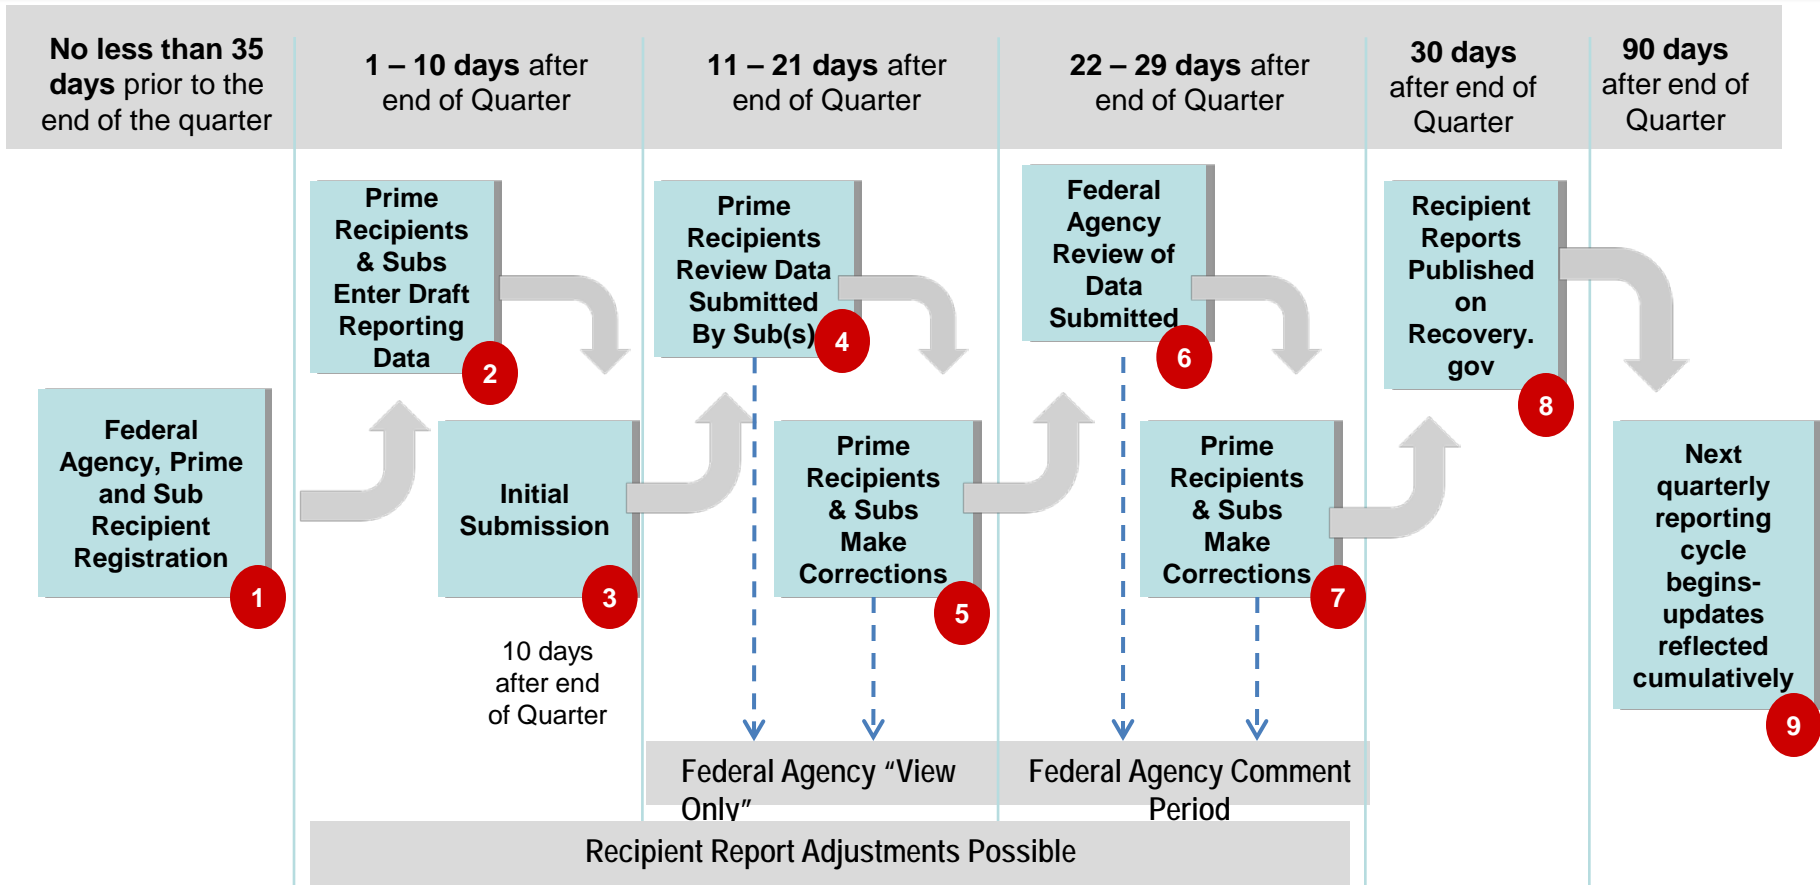 No less than 35
days prior to the
end of the quarter
1 – 10 days after
end of Quarter
11 – 21 days after
end of Quarter
22 – 29 days after
end of Quarter
30 days
after end of
Quarter
90 days
after end of
Quarter
Federal
Agency, Prime
and Sub
Recipient
Registration
1
Prime
Recipients
& Subs
Enter Draft
Reporting
Data
2
Initial
Submission
3
10 days
after end
of Quarter
Prime
Recipients
Review Data
Submitted
By Sub(s)
4
Prime
Recipients
& Subs
Make
Corrections
5
Federal
Agency
Review of
Data
Submitted
6
Prime
Recipients
& Subs
Make
Corrections
7
Recipient
Reports
Published
on
Recovery.
gov
8
Next
quarterly
reporting
cycle
begins-
updates
reflected
cumulatively
9
Federal Agency “View
Only”
Federal Agency Comment
Period
Recipient Report Adjustments Possible